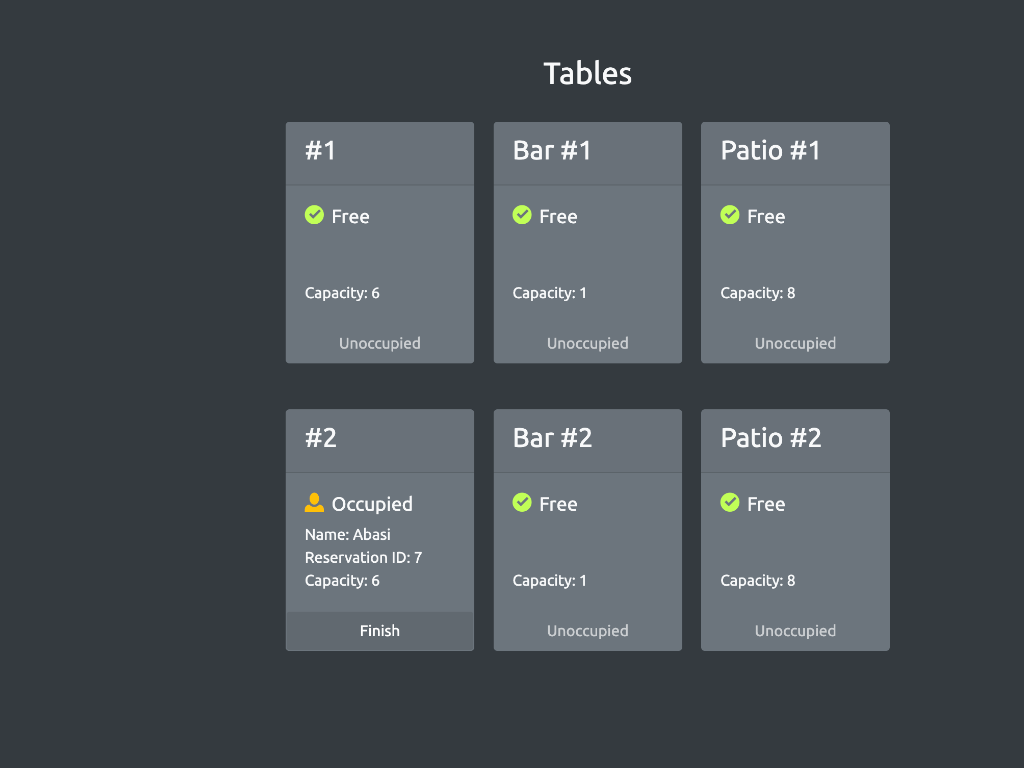 Tables
#1
Free
Capacity: 6
Unoccupied
Bar #1
Free
Capacity: 1
Unoccupied
Patio #1
Free
Capacity: 8
Unoccupied
#2
Occupied
Name: Abasi
Reservation ID: 7
Capacity: 6
Finish
Bar #2
Free
Capacity: 1
Unoccupied
Patio #2
Free
Capacity: 8
Unoccupied